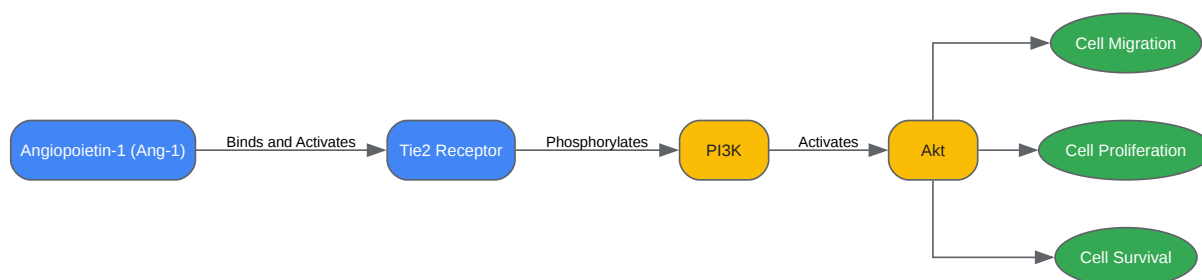 Cell Migration
Angiopoietin-1 (Ang-1)
Binds and Activates
Tie2 Receptor
Phosphorylates
PI3K
Activates
Akt
Cell Proliferation
Cell Survival